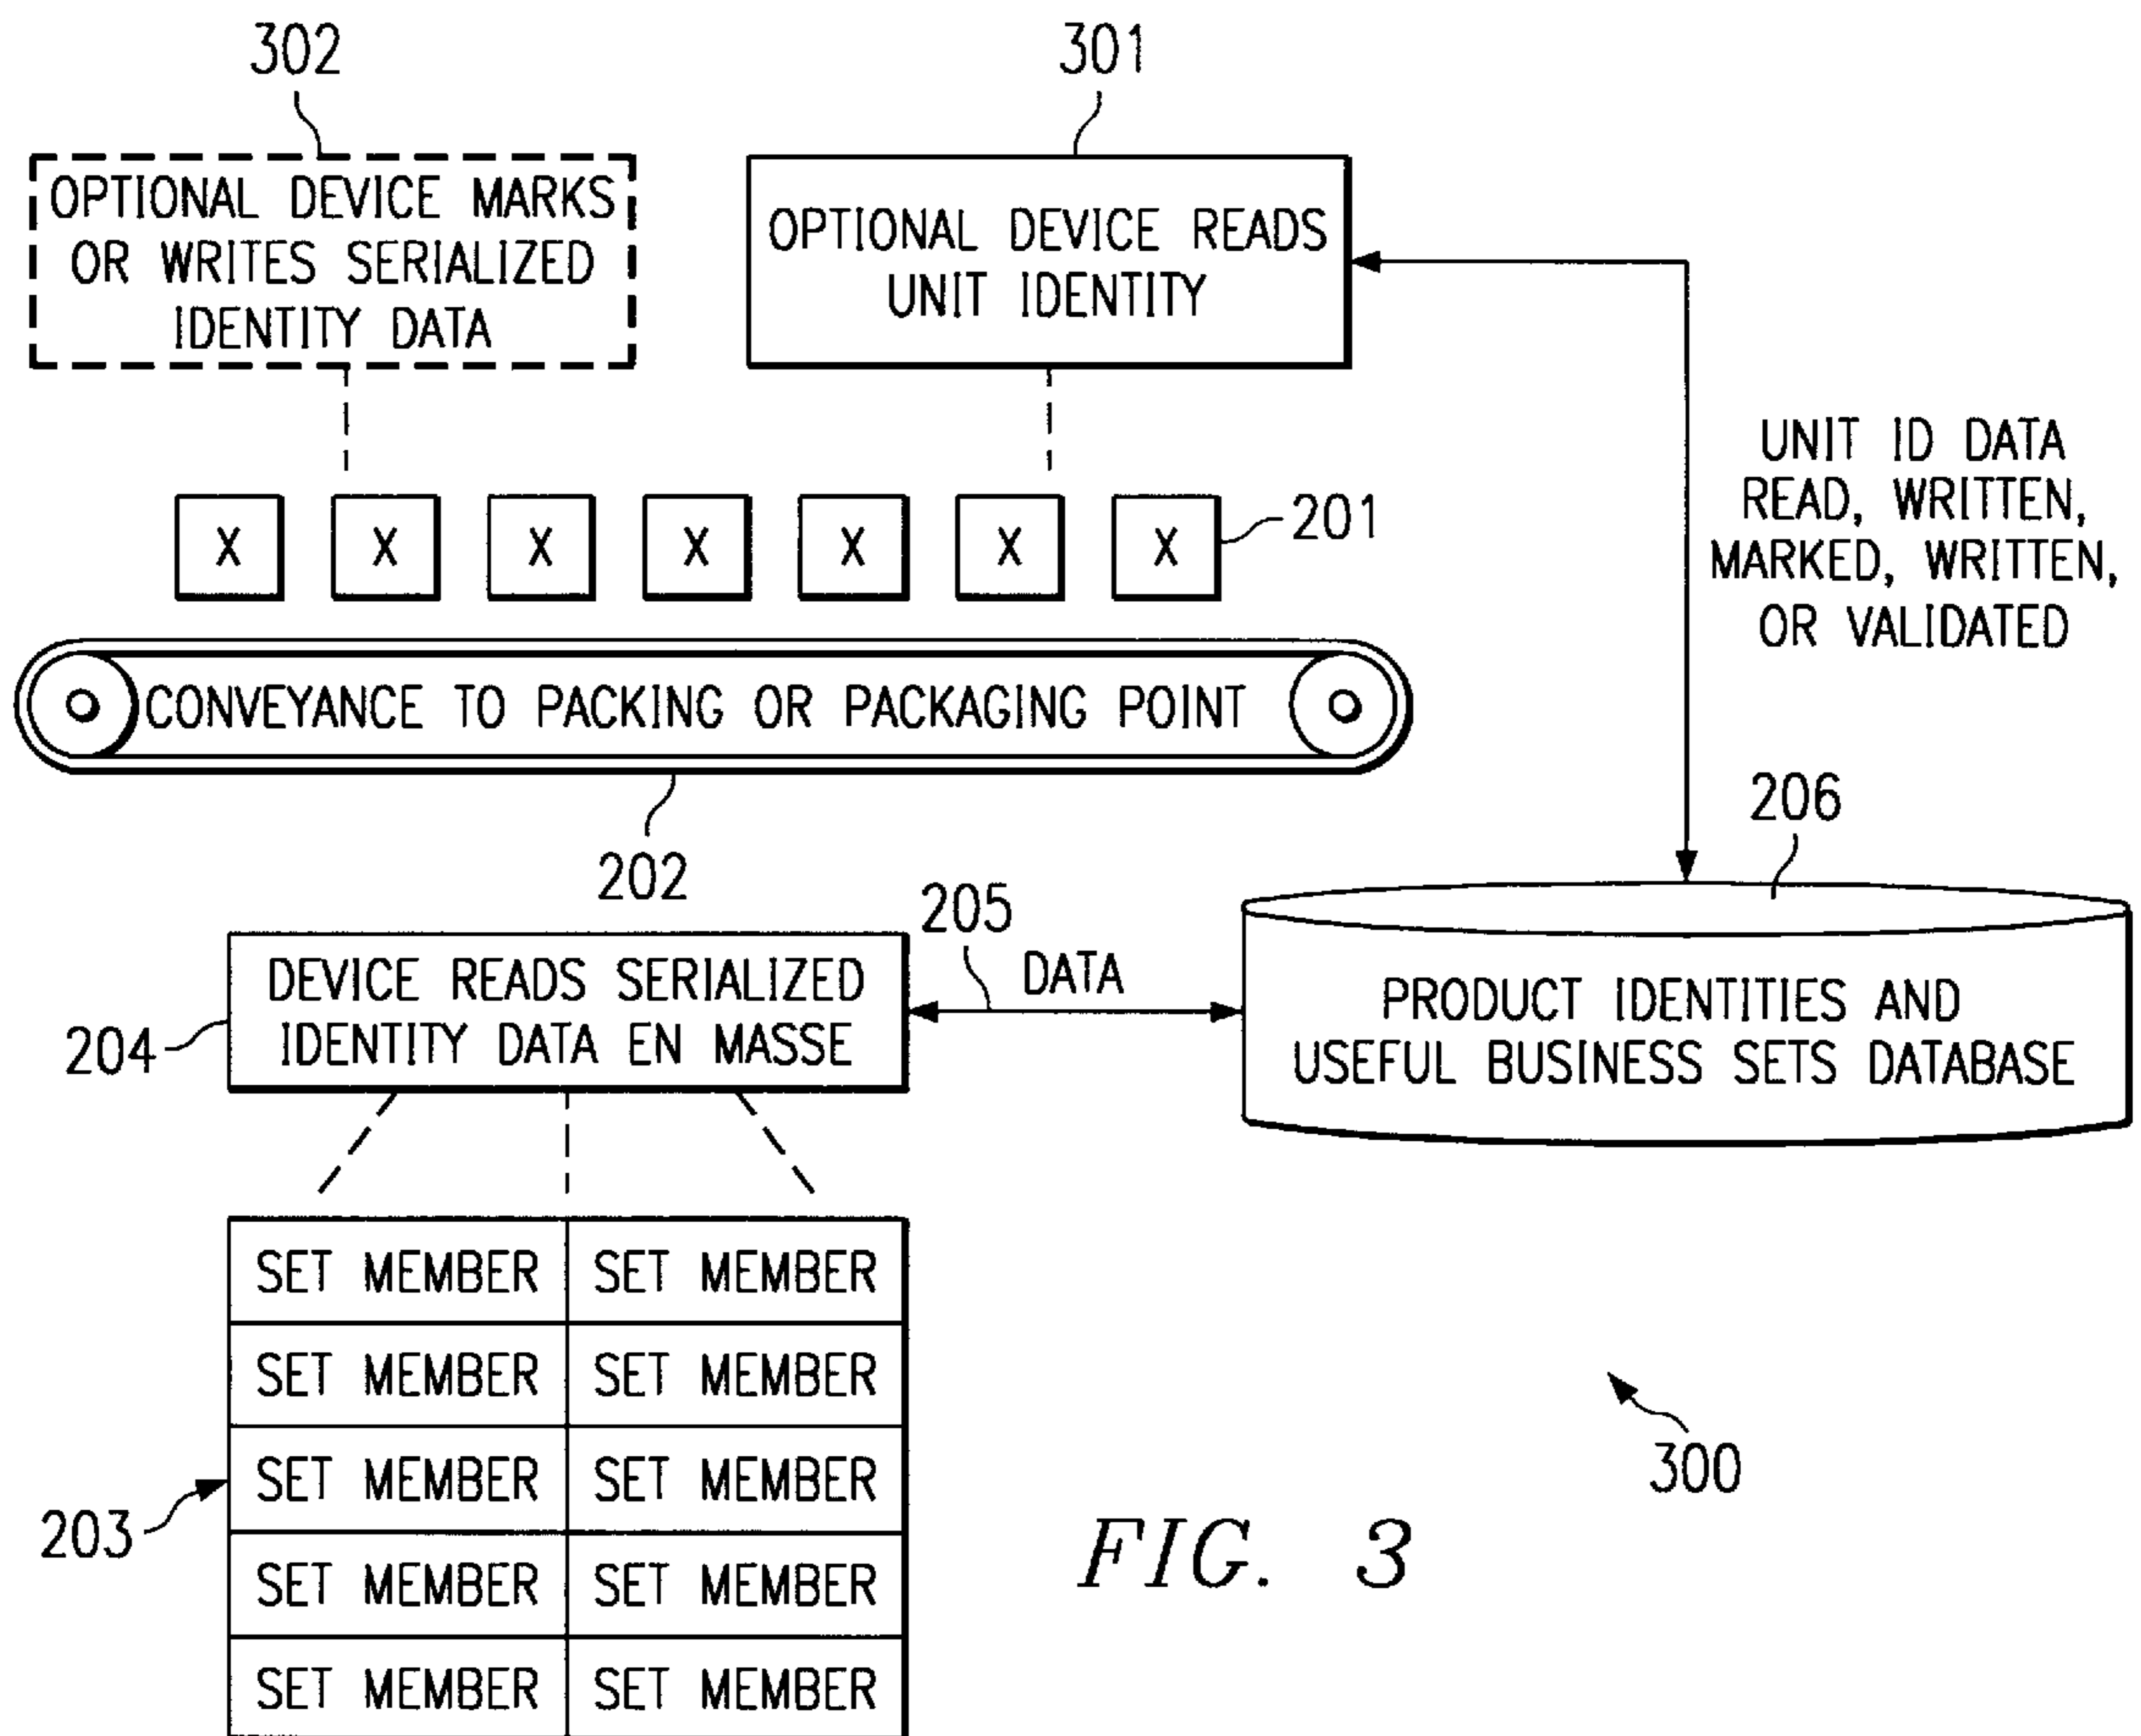 302
301
OPTIONAL DEVICE MARKS
OR WRITES SERIALIZED
IDENTITY DATA
OPTIONAL DEVICE READS
UNIT IDENTITY
UNIT ID DATA
READ, WRITTEN,
MARKED, WRITTEN,
OR VALIDATED
X X X X X X X
201
CONVEYANCE TO PACKING OR PACKAGING POINT
202
206
205
DATA
DEVICE READS SERIALIZED
IDENTITY DATA EN MASSE
204
PRODUCT IDENTITIES AND
USEFUL BUSINESS SETS DATABASE
SET MEMBER SET MEMBER
SET MEMBER SET MEMBER
SET MEMBER SET MEMBER
SET MEMBER SET MEMBER
SET MEMBER SET MEMBER
203
300
FIG. 3